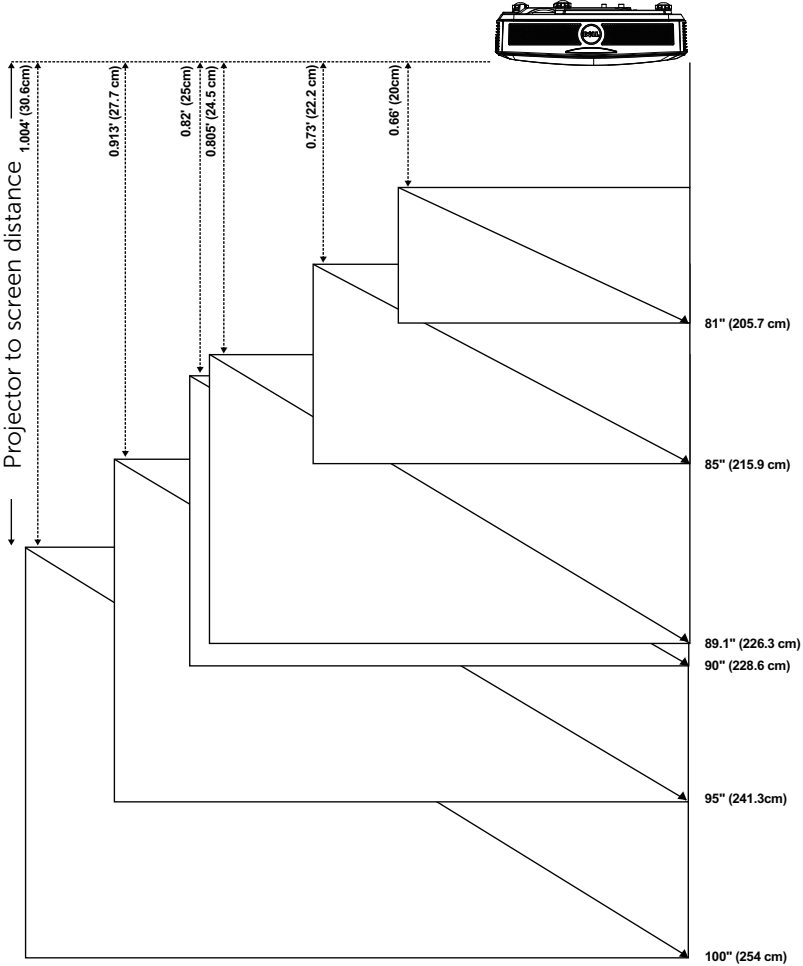 DELL
Projector to screen distance
1.004' (30.6cm)
0.913' (27.7 cm)
0.82' (25cm)
0.805' (24.5 cm)
0.73' (22.2 cm)
0.66' (20cm)
81" (205.7 cm)
85" (215.9 cm)
89.1" (226.3 cm)
90" (228.6 cm)
95" (241.3cm)
100" (254 cm)